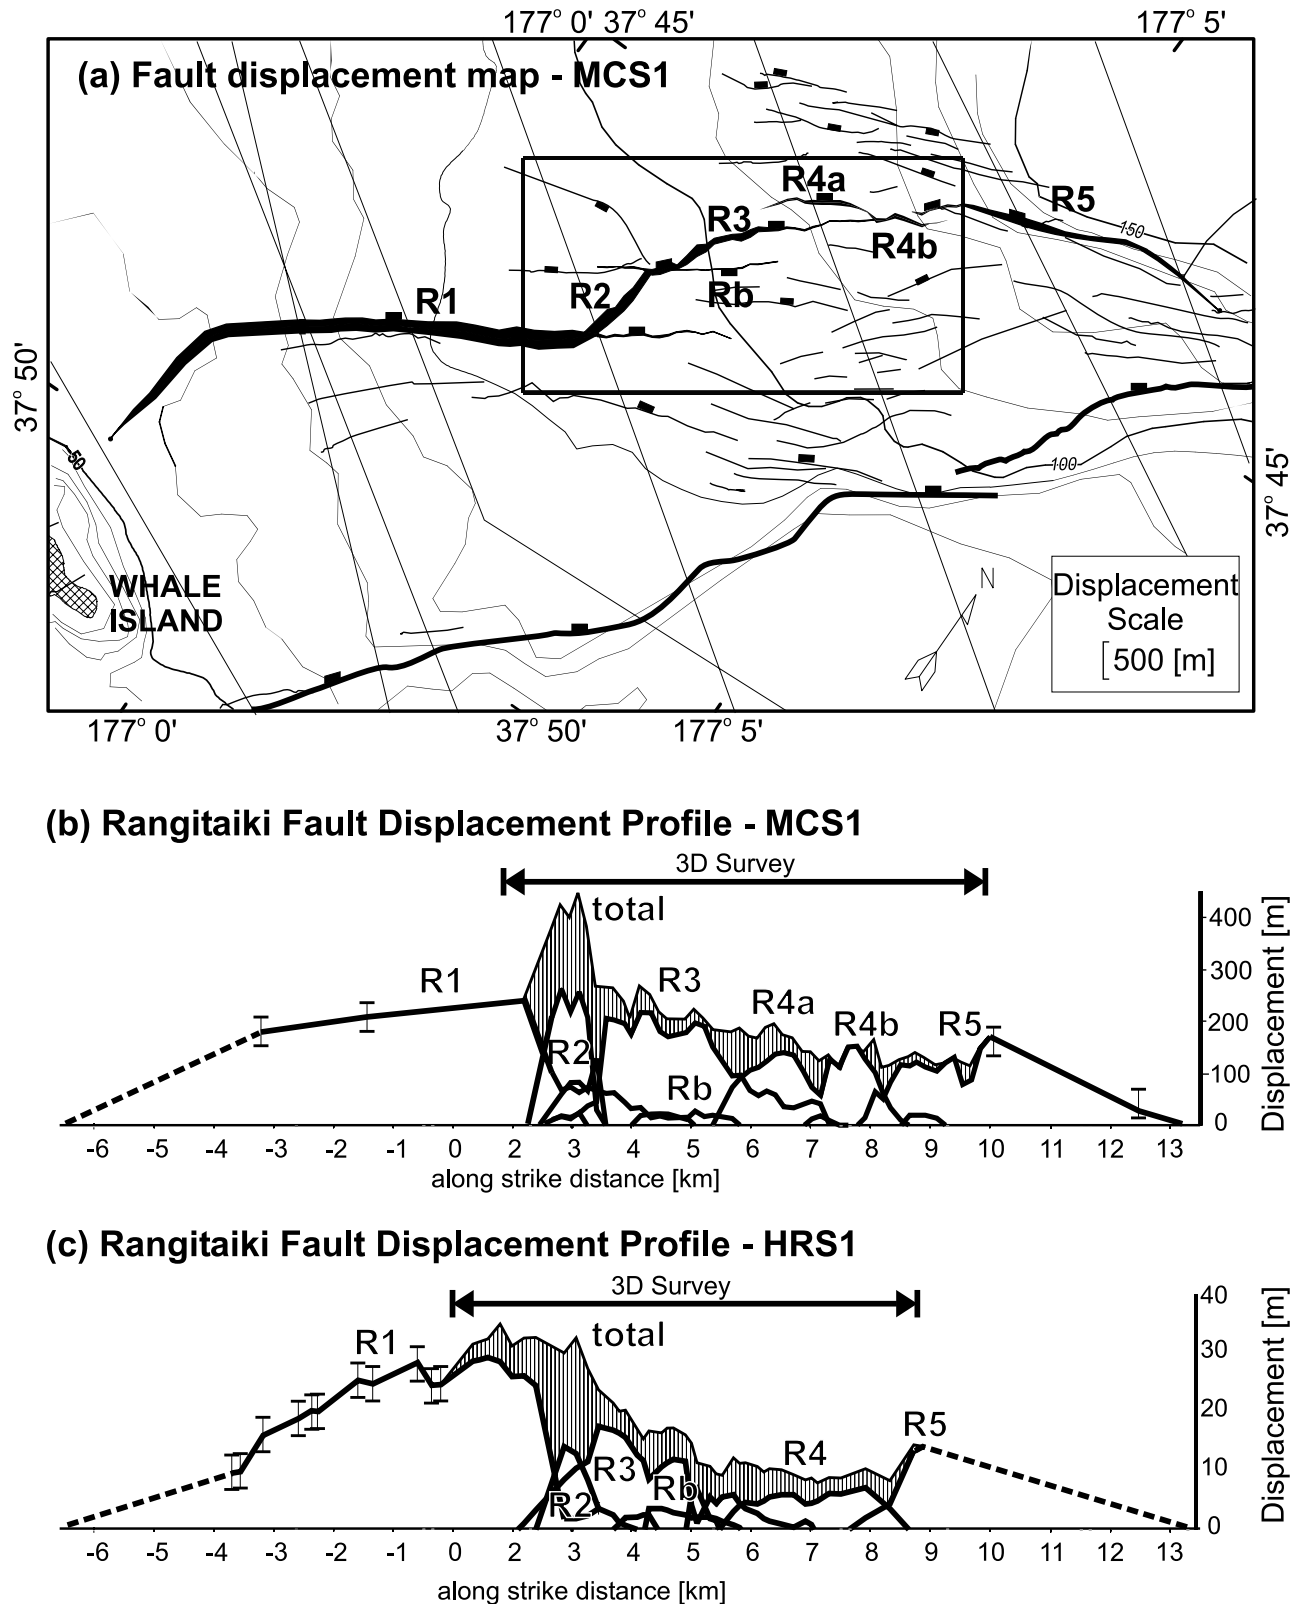 177° 0' 37° 45' 177° 5'
(a) Fault displacement map - MCS1
R4a
R3
R5
R4b
150
R2
Rb
R1
37° 50'
50
100
37° 45'
WHALE
ISLAND
N
Displacement
Scale
500 [m]
177° 0' 37° 50' 177° 5'
(b) Rangitaiki Fault Displacement Profile - MCS1
3D Survey
total
R1
R3
R4a
R4b
R5
R2
Rb
400
300
200
100
0
Displacement [m]
-6 -5 -4 -3 -2 -1 0 2 3 4 5 6 7 8 9 10 11 12 13
along strike distance [km]
(c) Rangitaiki Fault Displacement Profile - HRS1
3D Survey
total
R1
R5
R3
R4
Rb
R2
40
30
20
10
0
Displacement [m]
-6 -5 -4 -3 -2 -1 0 2 3 4 5 6 7 8 9 10 11 12 13
along strike distance [km]